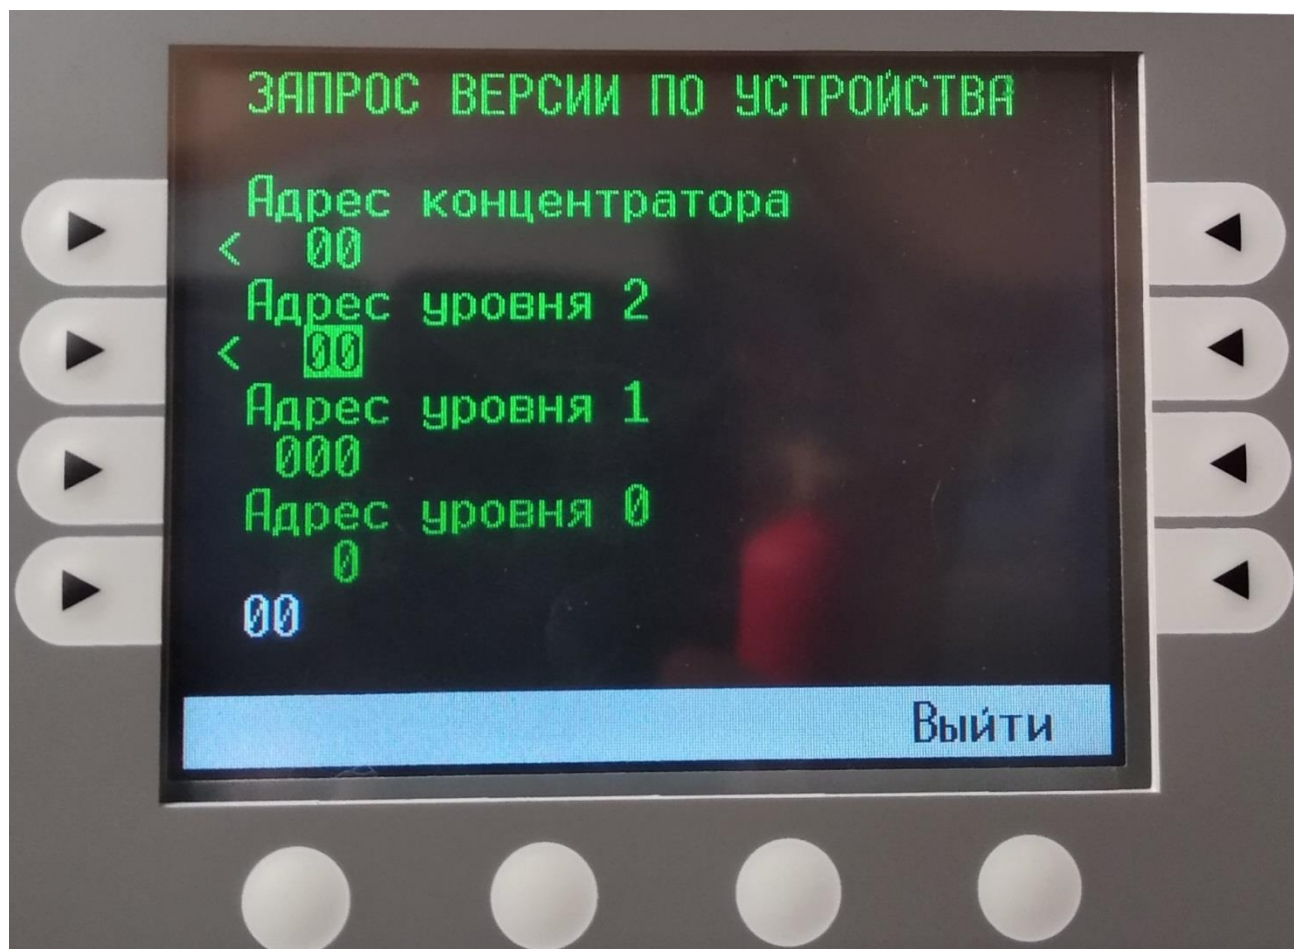 ЗАПРОС ВЕРСИИ ПО УСТРОЙСТВА
Адрес концентратора
< 00
Адрес уровня 2
< 00
Адрес уровня 1
000
Адрес уровня 0
0
00
Выйти